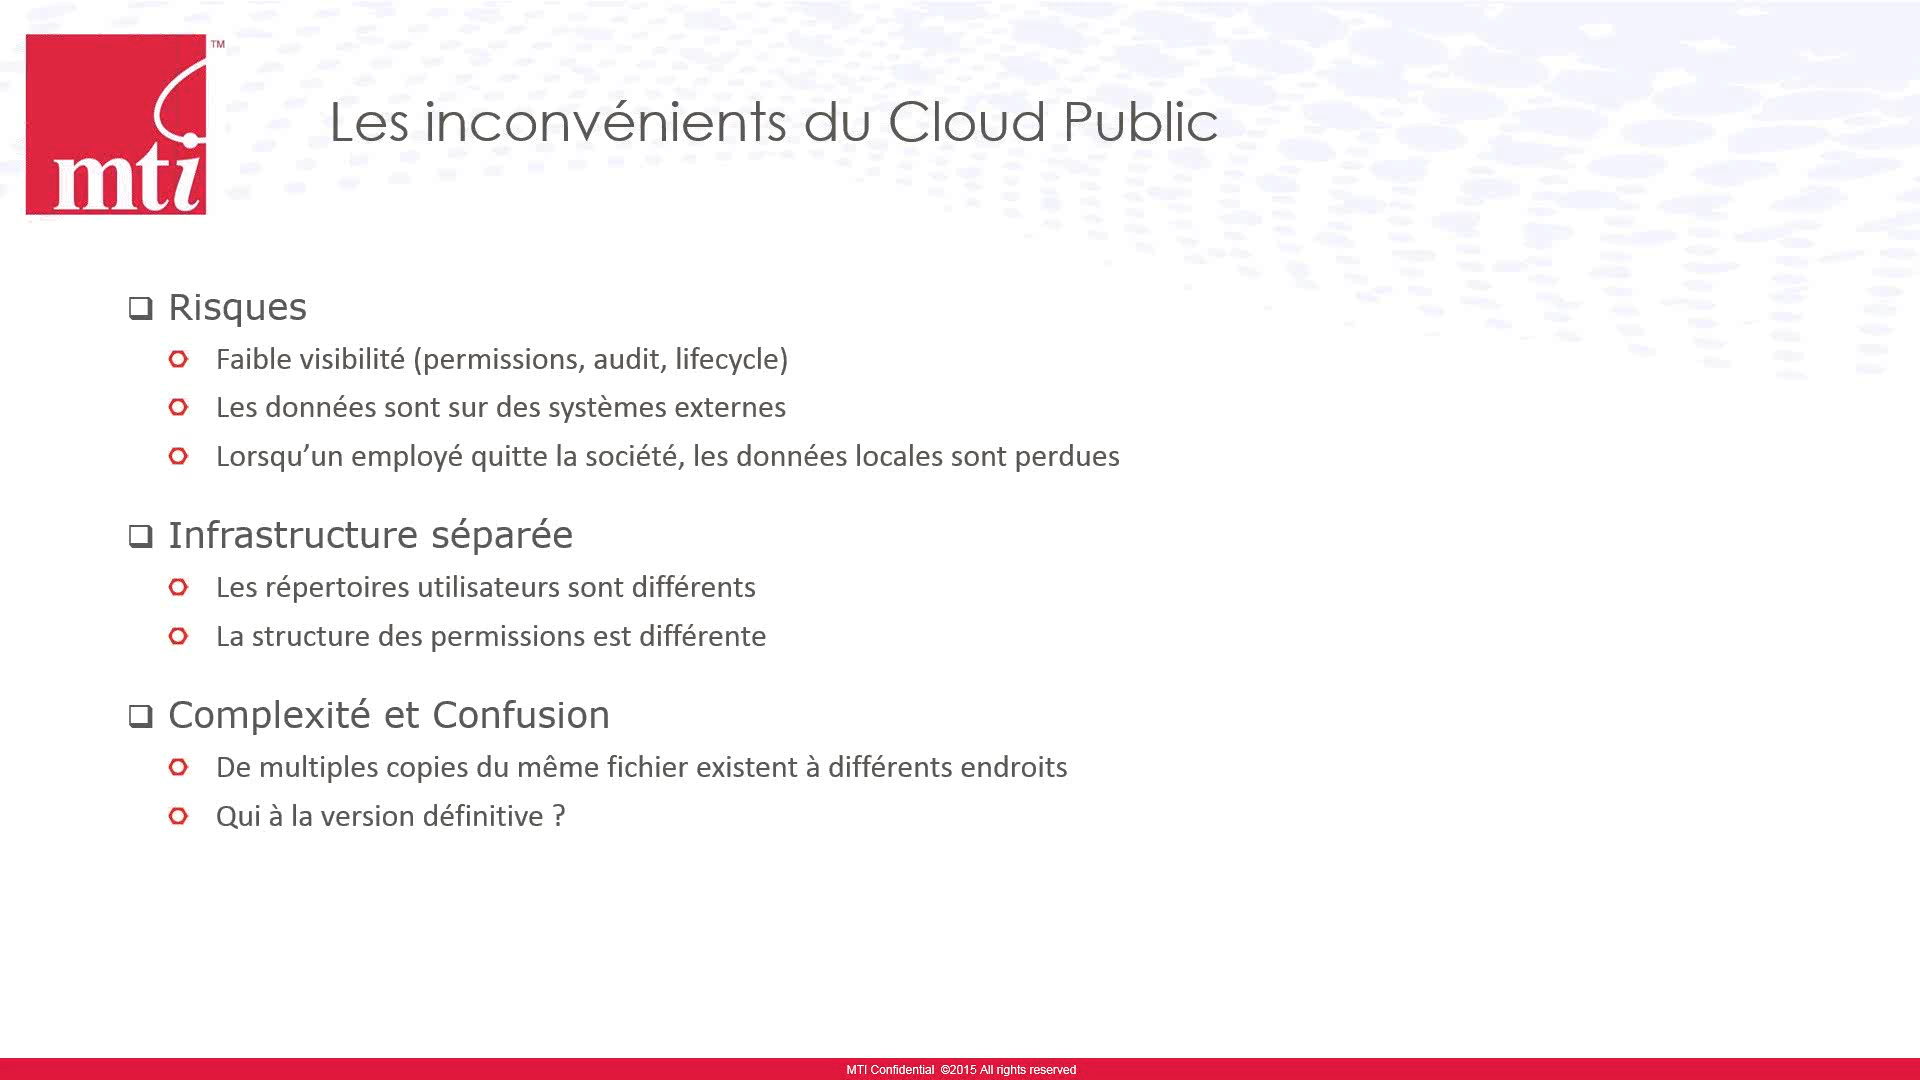 mti ™
Les inconvénients du Cloud Public
Risques
Faible visibilité (permissions, audit, lifecycle)
Les données sont sur des systèmes externes
Lorsqu’un employé quitte la société, les données locales sont perdues
Infrastructure séparée
Les répertoires utilisateurs sont différents
La structure des permissions est différente
Complexité et Confusion
De multiples copies du même fichier existent à différents endroits
Qui à la version définitive ?
MTI Confidential ©2015 All rights reserved